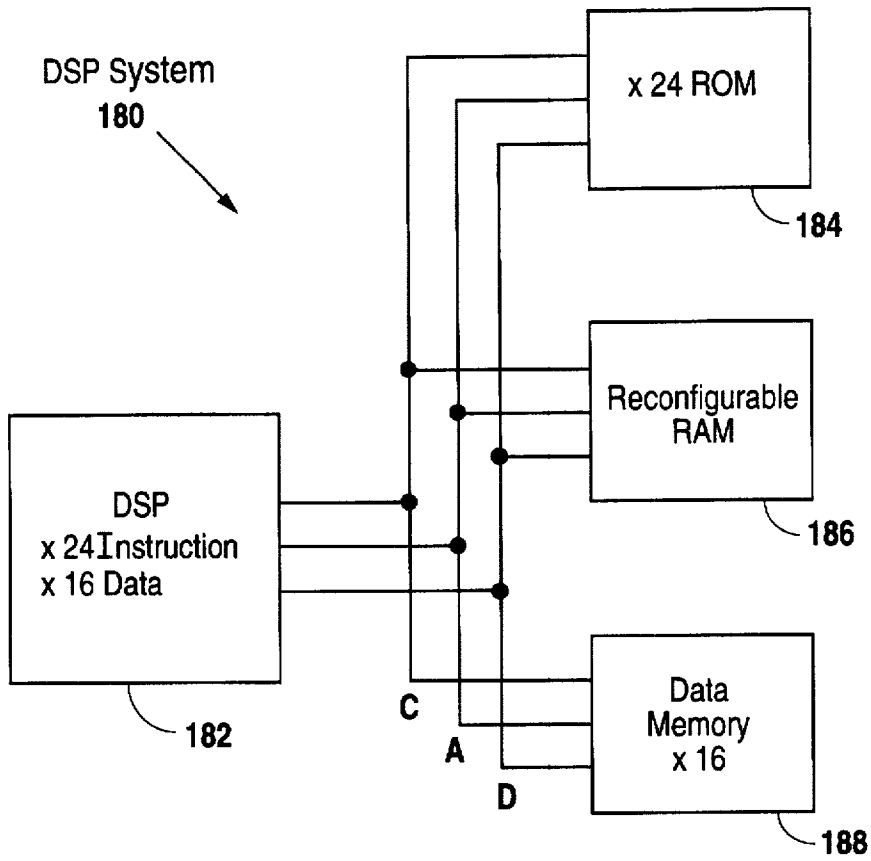 DSP System
180
x 24 ROM
184
Reconfigurable
RAM
186
DSP
x 24 Instruction
x 16 Data
182
C
A
D
Data
Memory
x 16
188